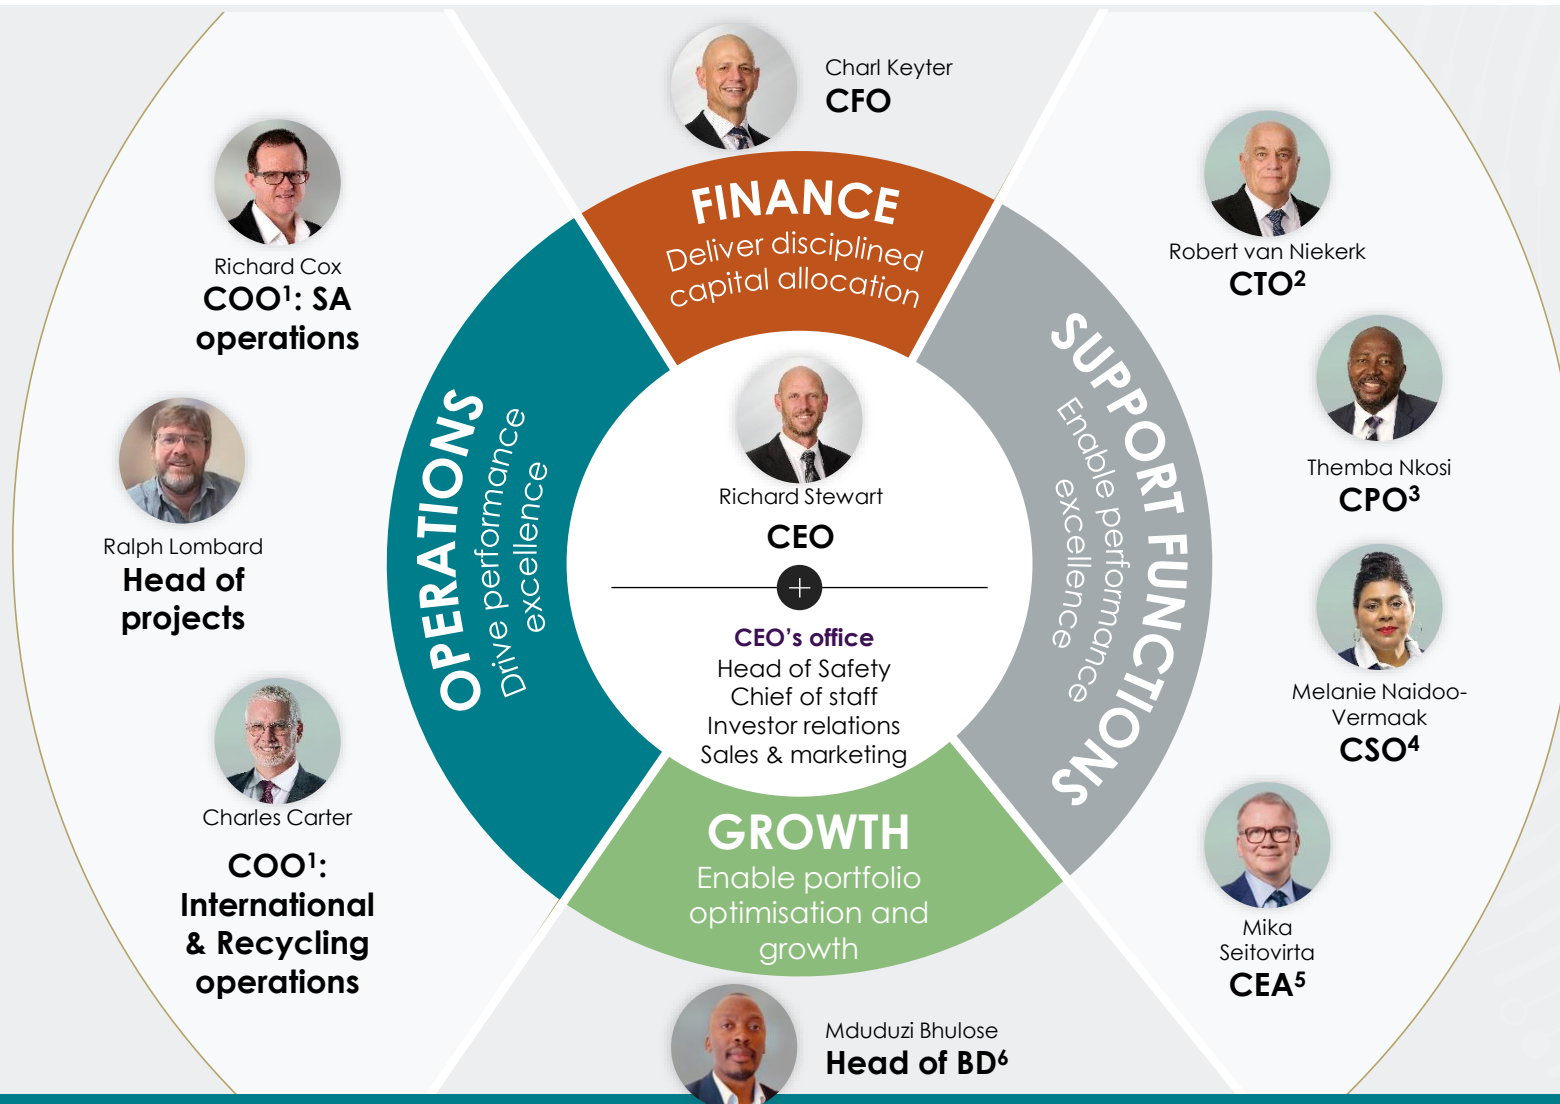 Charl Keyter
CFO
FINANCE
Deliver disciplined
capital allocation
Richard Cox
COO¹: SA
operations
Ralph Lombard
Head of
projects
Charles Carter
COO¹:
International
& Recycling
operations
OPERATIONS
Drive performance
excellence
Richard Stewart
CEO
CEO’s office
Head of Safety
Chief of staff
Investor relations
Sales & marketing
SUPPORT FUNCTIONS
Enable performance
excellence
Robert van Niekerk
CTO²
Themba Nkosi
CPO³
Melanie Naidoo-
Vermaak
CSO⁴
Mika
Seitovirta
CEA⁵
GROWTH
Enable portfolio
optimisation and
growth
Mduduzi Bhulose
Head of BD⁶